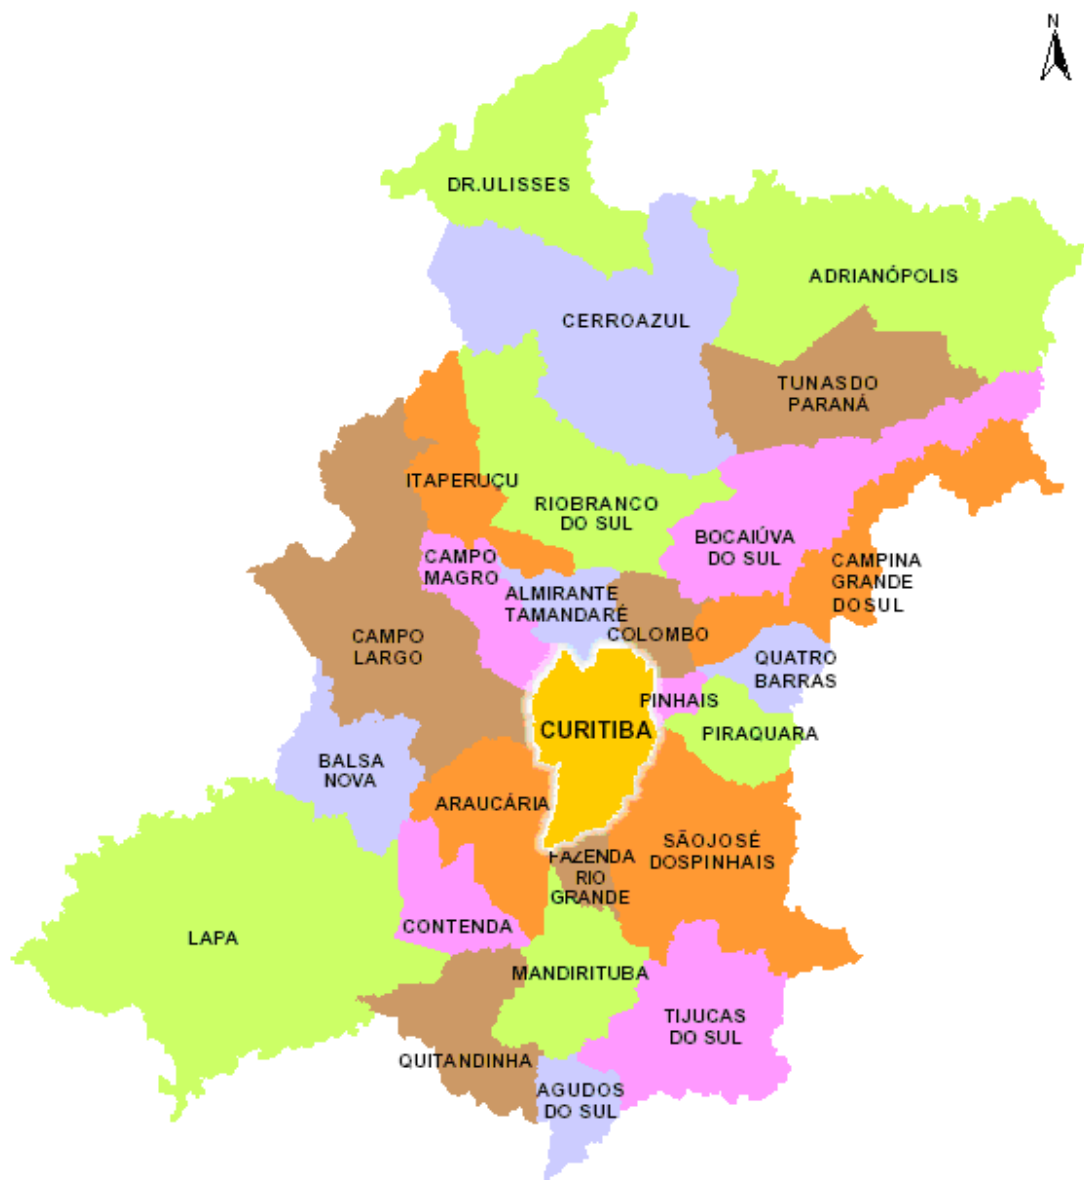 N
DR.ULISSES
ADRIANÓPOLIS
CERROAZUL
TUNASDO
PARANÁ
ITAPERUÇU
RIOBRANCO
DO SUL
BOCAIÚVA
DO SUL
CAMPO
MAGRO
CAMPINA
GRANDE
DOSUL
ALMIRANTE
TAMANDARÉ
COLOMBO
CAMPO
LARGO
QUATRO
BARRAS
PINHAIS
CURITIBA
PIRAQUARA
BALSA
NOVA
ARAUCÁRIA
SÃOJOSÉ
DOSPINHAIS
FAZENDA
RIO
GRANDE
CONTENDA
LAPA
MANDIRITUBA
TIJUCAS
DO SUL
QUITANDINHA
AGUDOS
DO SUL